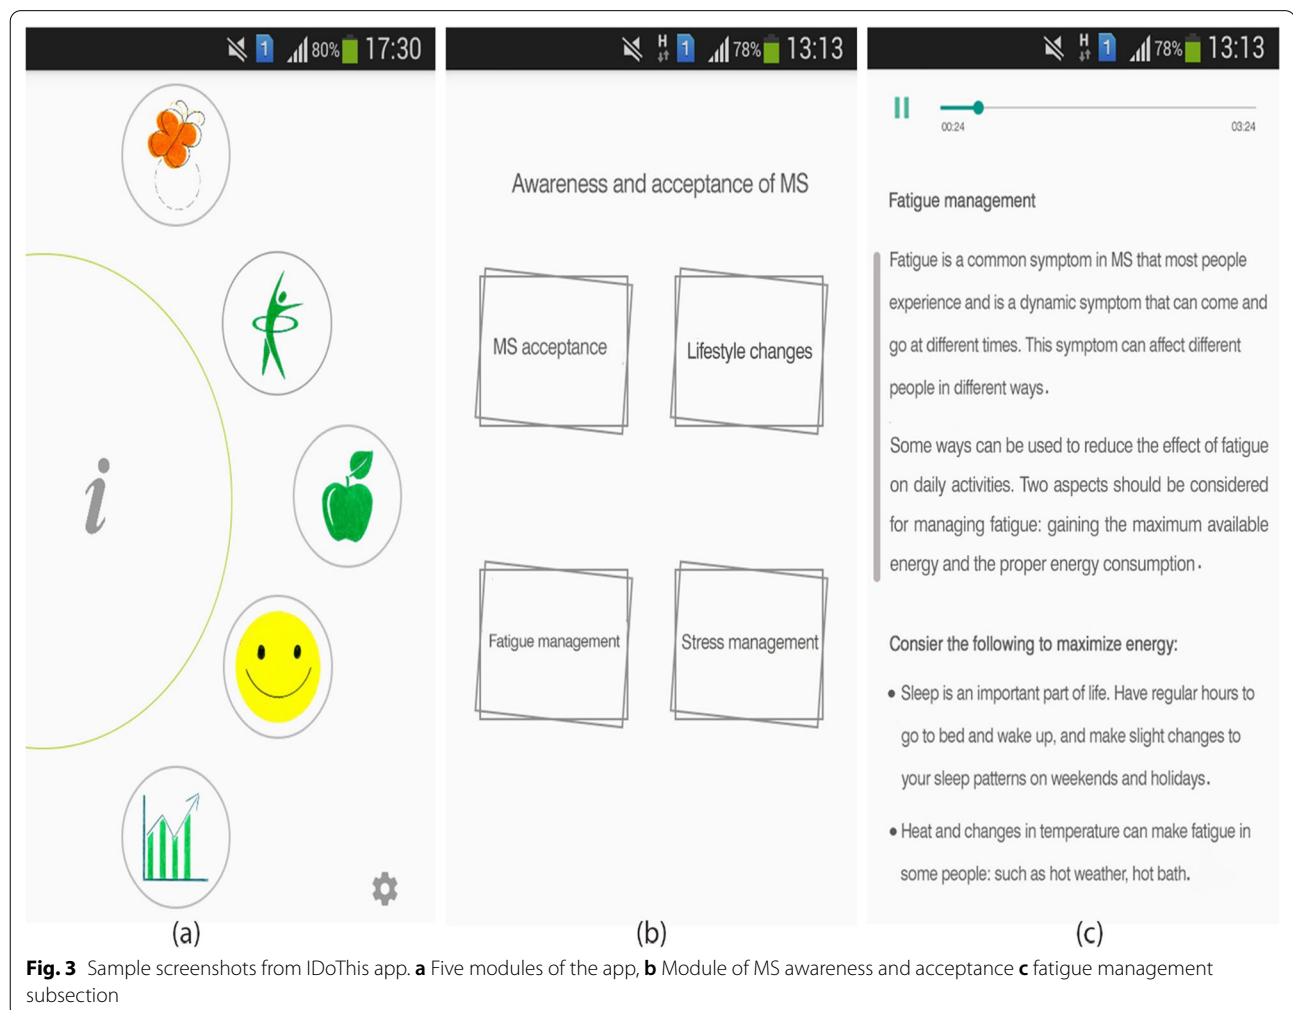 1 80% 17:30
H 1 78% 13:13
H 1 78% 13:13
i
(a)
Awareness and acceptance of MS
MS acceptance
Lifestyle changes
Fatigue management
Stress management
(b)
00:24
03:24
Fatigue management
Fatigue is a common symptom in MS that most people
experience and is a dynamic symptom that can come and
go at different times. This symptom can affect different
people in different ways.
Some ways can be used to reduce the effect of fatigue
on daily activities. Two aspects should be considered
for managing fatigue: gaining the maximum available
energy and the proper energy consumption.
Consier the following to maximize energy:
• Sleep is an important part of life. Have regular hours to
go to bed and wake up, and make slight changes to
your sleep patterns on weekends and holidays.
• Heat and changes in temperature can make fatigue in
some people: such as hot weather, hot bath.
(c)
Fig. 3 Sample screenshots from IDoThis app. a Five modules of the app, b Module of MS awareness and acceptance c fatigue management
subsection